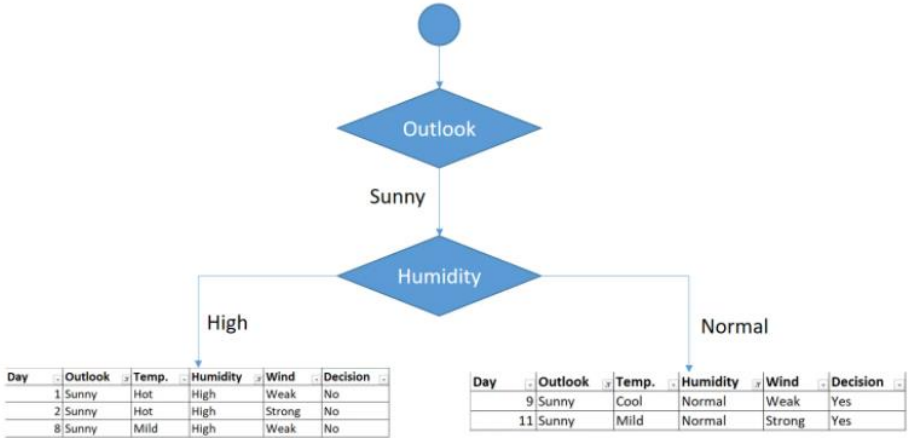 Outlook
Sunny
Humidity
High
Normal
Day Outlook Temp. Humidity Wind Decision
1 Sunny Hot High Weak No
2 Sunny Hot High Strong No
8 Sunny Mild High Weak No
Day Outlook Temp. Humidity Wind Decision
9 Sunny Cool Normal Weak Yes
11 Sunny Mild Normal Strong Yes